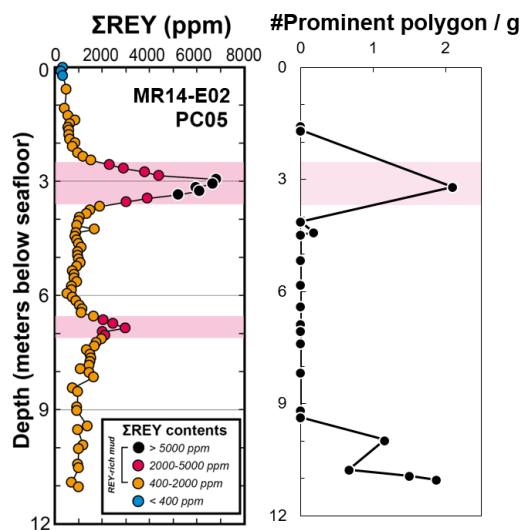 ΣREY (ppm)
0 2000 4000 6000 8000
MR14-E02
PC05
Depth (meters below seafloor)
0
3
6
9
12
ΣREY contents
REY-rich mud
> 5000 ppm
2000-5000 ppm
400-2000 ppm
< 400 ppm
#Prominent polygon / g
0 1 2
0
3
6
9
12